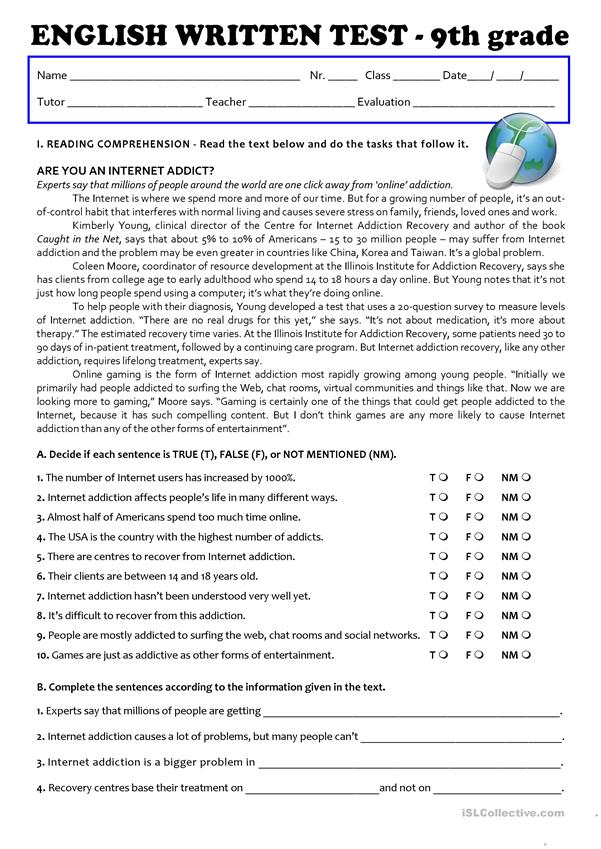 ENGLISH WRITTEN TEST - 9th grade
Name ______________________________________ Nr. _____ Class ________ Date____/ ____/______
Tutor ______________________ Teacher _________________ Evaluation _______________________
I. READING COMPREHENSION - Read the text below and do the tasks that follow it.
ARE YOU AN INTERNET ADDICT?
Experts say that millions of people around the world are one click away from ‘online’ addiction.
The Internet is where we spend more and more of our time. But for a growing number of people, it’s an out-
of-control habit that interferes with normal living and causes severe stress on family, friends, loved ones and work.
Kimberly Young, clinical director of the Centre for Internet Addiction Recovery and author of the book
Caught in the Net, says that about 5% to 10% of Americans – 15 to 30 million people – may suffer from Internet
addiction and the problem may be even greater in countries like China, Korea and Taiwan. It’s a global problem.
Coleen Moore, coordinator of resource development at the Illinois Institute for Addiction Recovery, says she
has clients from college age to early adulthood who spend 14 to 18 hours a day online. But Young notes that it’s not
just how long people spend using a computer; it’s what they’re doing online.
To help people with their diagnosis, Young developed a test that uses a 20-question survey to measure levels
of Internet addiction. “There are no real drugs for this yet,” she says. “It’s not about medication, it’s more about
therapy.” The estimated recovery time varies. At the Illinois Institute for Addiction Recovery, some patients need 30 to
90 days of in-patient treatment, followed by a continuing care program. But Internet addiction recovery, like any other
addiction, requires lifelong treatment, experts say.
Online gaming is the form of Internet addiction most rapidly growing among young people. “Initially we
primarily had people addicted to surfing the Web, chat rooms, virtual communities and things like that. Now we are
looking more to gaming,” Moore says. “Gaming is certainly one of the things that could get people addicted to the
Internet, because it has such compelling content. But I don’t think games are any more likely to cause Internet
addiction than any of the other forms of entertainment”.
A. Decide if each sentence is TRUE (T), FALSE (F), or NOT MENTIONED (NM).
1. The number of Internet users has increased by 1000%. T F NM
2. Internet addiction affects people’s life in many different ways. T F NM
3. Almost half of Americans spend too much time online. T F NM
4. The USA is the country with the highest number of addicts. T F NM
5. There are centres to recover from Internet addiction. T F NM
6. Their clients are between 14 and 18 years old. T F NM
7. Internet addiction hasn’t been understood very well yet. T F NM
8. It’s difficult to recover from this addiction. T F NM
9. People are mostly addicted to surfing the web, chat rooms and social networks. T F NM
10. Games are just as addictive as other forms of entertainment. T F NM
B. Complete the sentences according to the information given in the text.
1. Experts say that millions of people are getting ____________________________________________.
2. Internet addiction causes a lot of problems, but many people can’t ______________________________.
3. Internet addiction is a bigger problem in _____________________________________________.
4. Recovery centres base their treatment on ____________________and not on ____________________.
iSLCollective.com